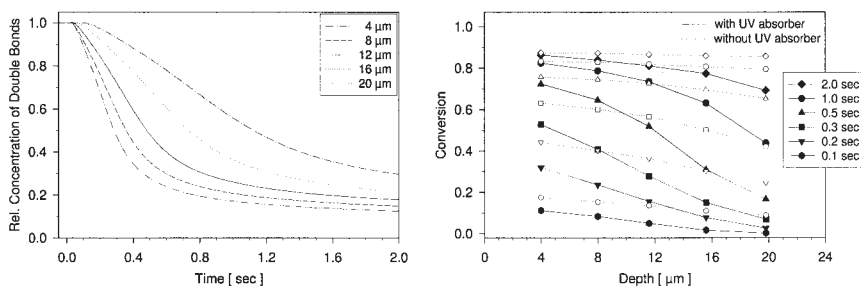 Rel. Concentration of Double Bonds
1.0
0.8
0.6
0.4
0.2
0.0
0.0
0.4
0.8
1.2
1.6
2.0
Time [ sec ]
4 µm
8 µm
12 µm
16 µm
20 µm
Conversion
1.0
0.8
0.6
0.4
0.2
0.0
0
4
8
12
16
20
24
Depth [ µm ]
with UV absorber
without UV absorber
2.0 sec
1.0 sec
0.5 sec
0.3 sec
0.2 sec
0.1 sec